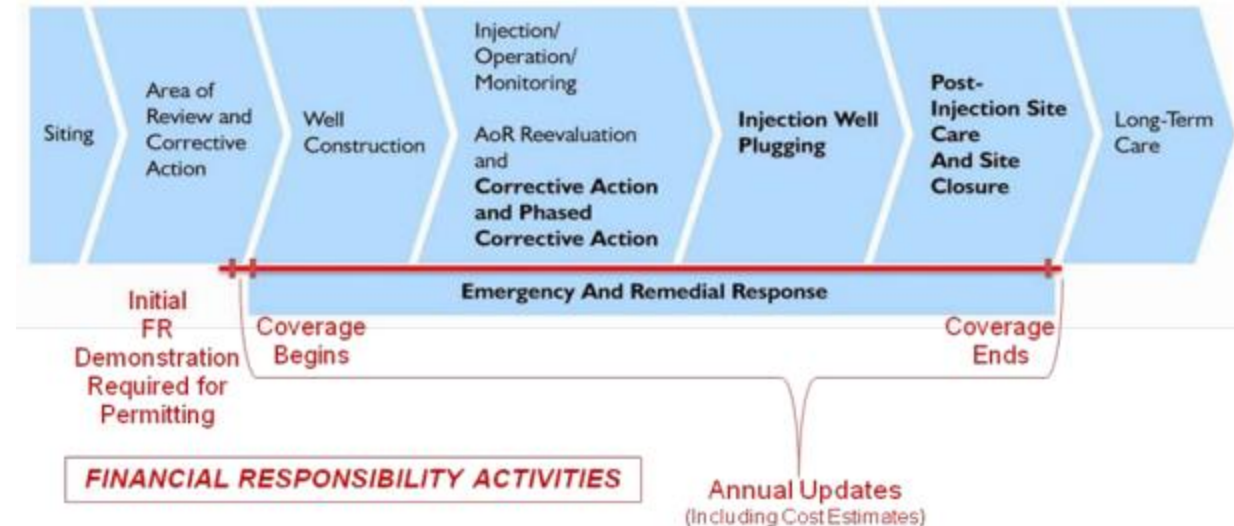 Siting
Area of
Review and
Corrective
Action
Well
Construction
Injection/
Operation/
Monitoring
AoR Reevaluation
and
Corrective Action
and Phased
Corrective Action
Injection Well
Plugging
Post-
Injection Site
Care
And Site
Closure
Long-Term
Care
Emergency And Remedial Response
Initial
FR
Demonstration
Required for
Permitting
Coverage
Begins
Coverage
Ends
FINANCIAL RESPONSIBILITY ACTIVITIES
Annual Updates
(Including Cost Estimates)